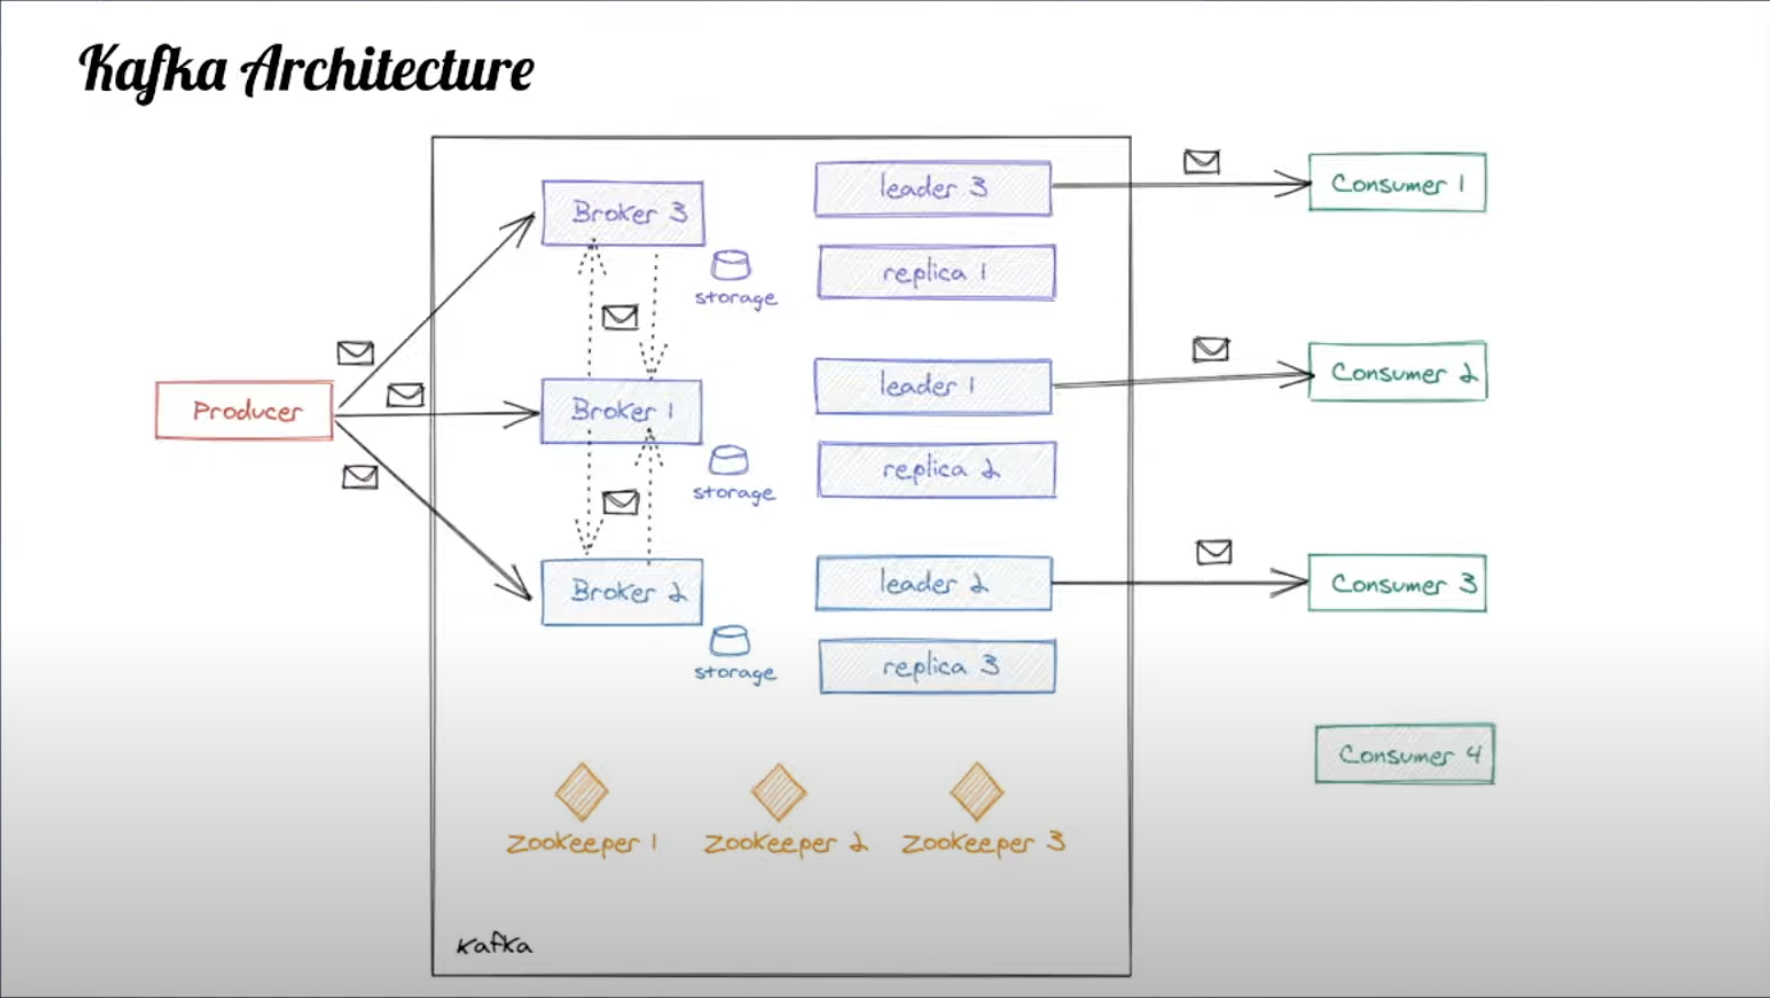 Kafka Architecture
Producer
Broker 3
storage
leader 3
replica 1
Broker 1
storage
leader 1
replica 2
Broker 2
storage
leader 2
replica 3
Zookeeper 1
Zookeeper 2
Zookeeper 3
Kafka
Consumer 1
Consumer 2
Consumer 3
Consumer 4